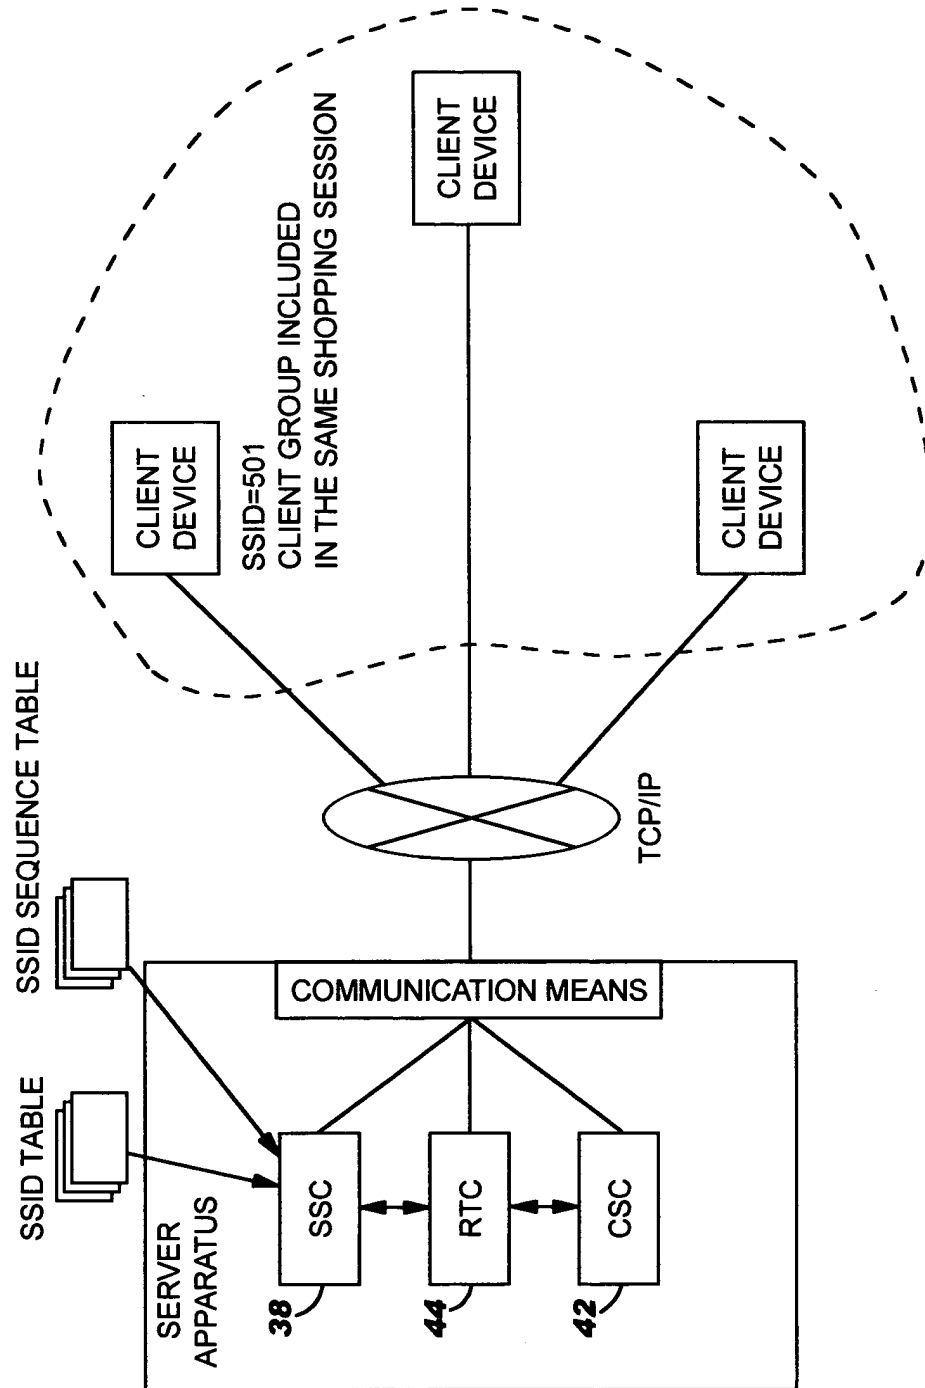 SSID TABLE
SSID SEQUENCE TABLE
SERVER
APPARATUS
38
SSC
44
RTC
42
CSC
COMMUNICATION MEANS
TCP/IP
CLIENT
DEVICE
SSID=501
CLIENT GROUP INCLUDED
IN THE SAME SHOPPING SESSION
CLIENT
DEVICE
CLIENT
DEVICE